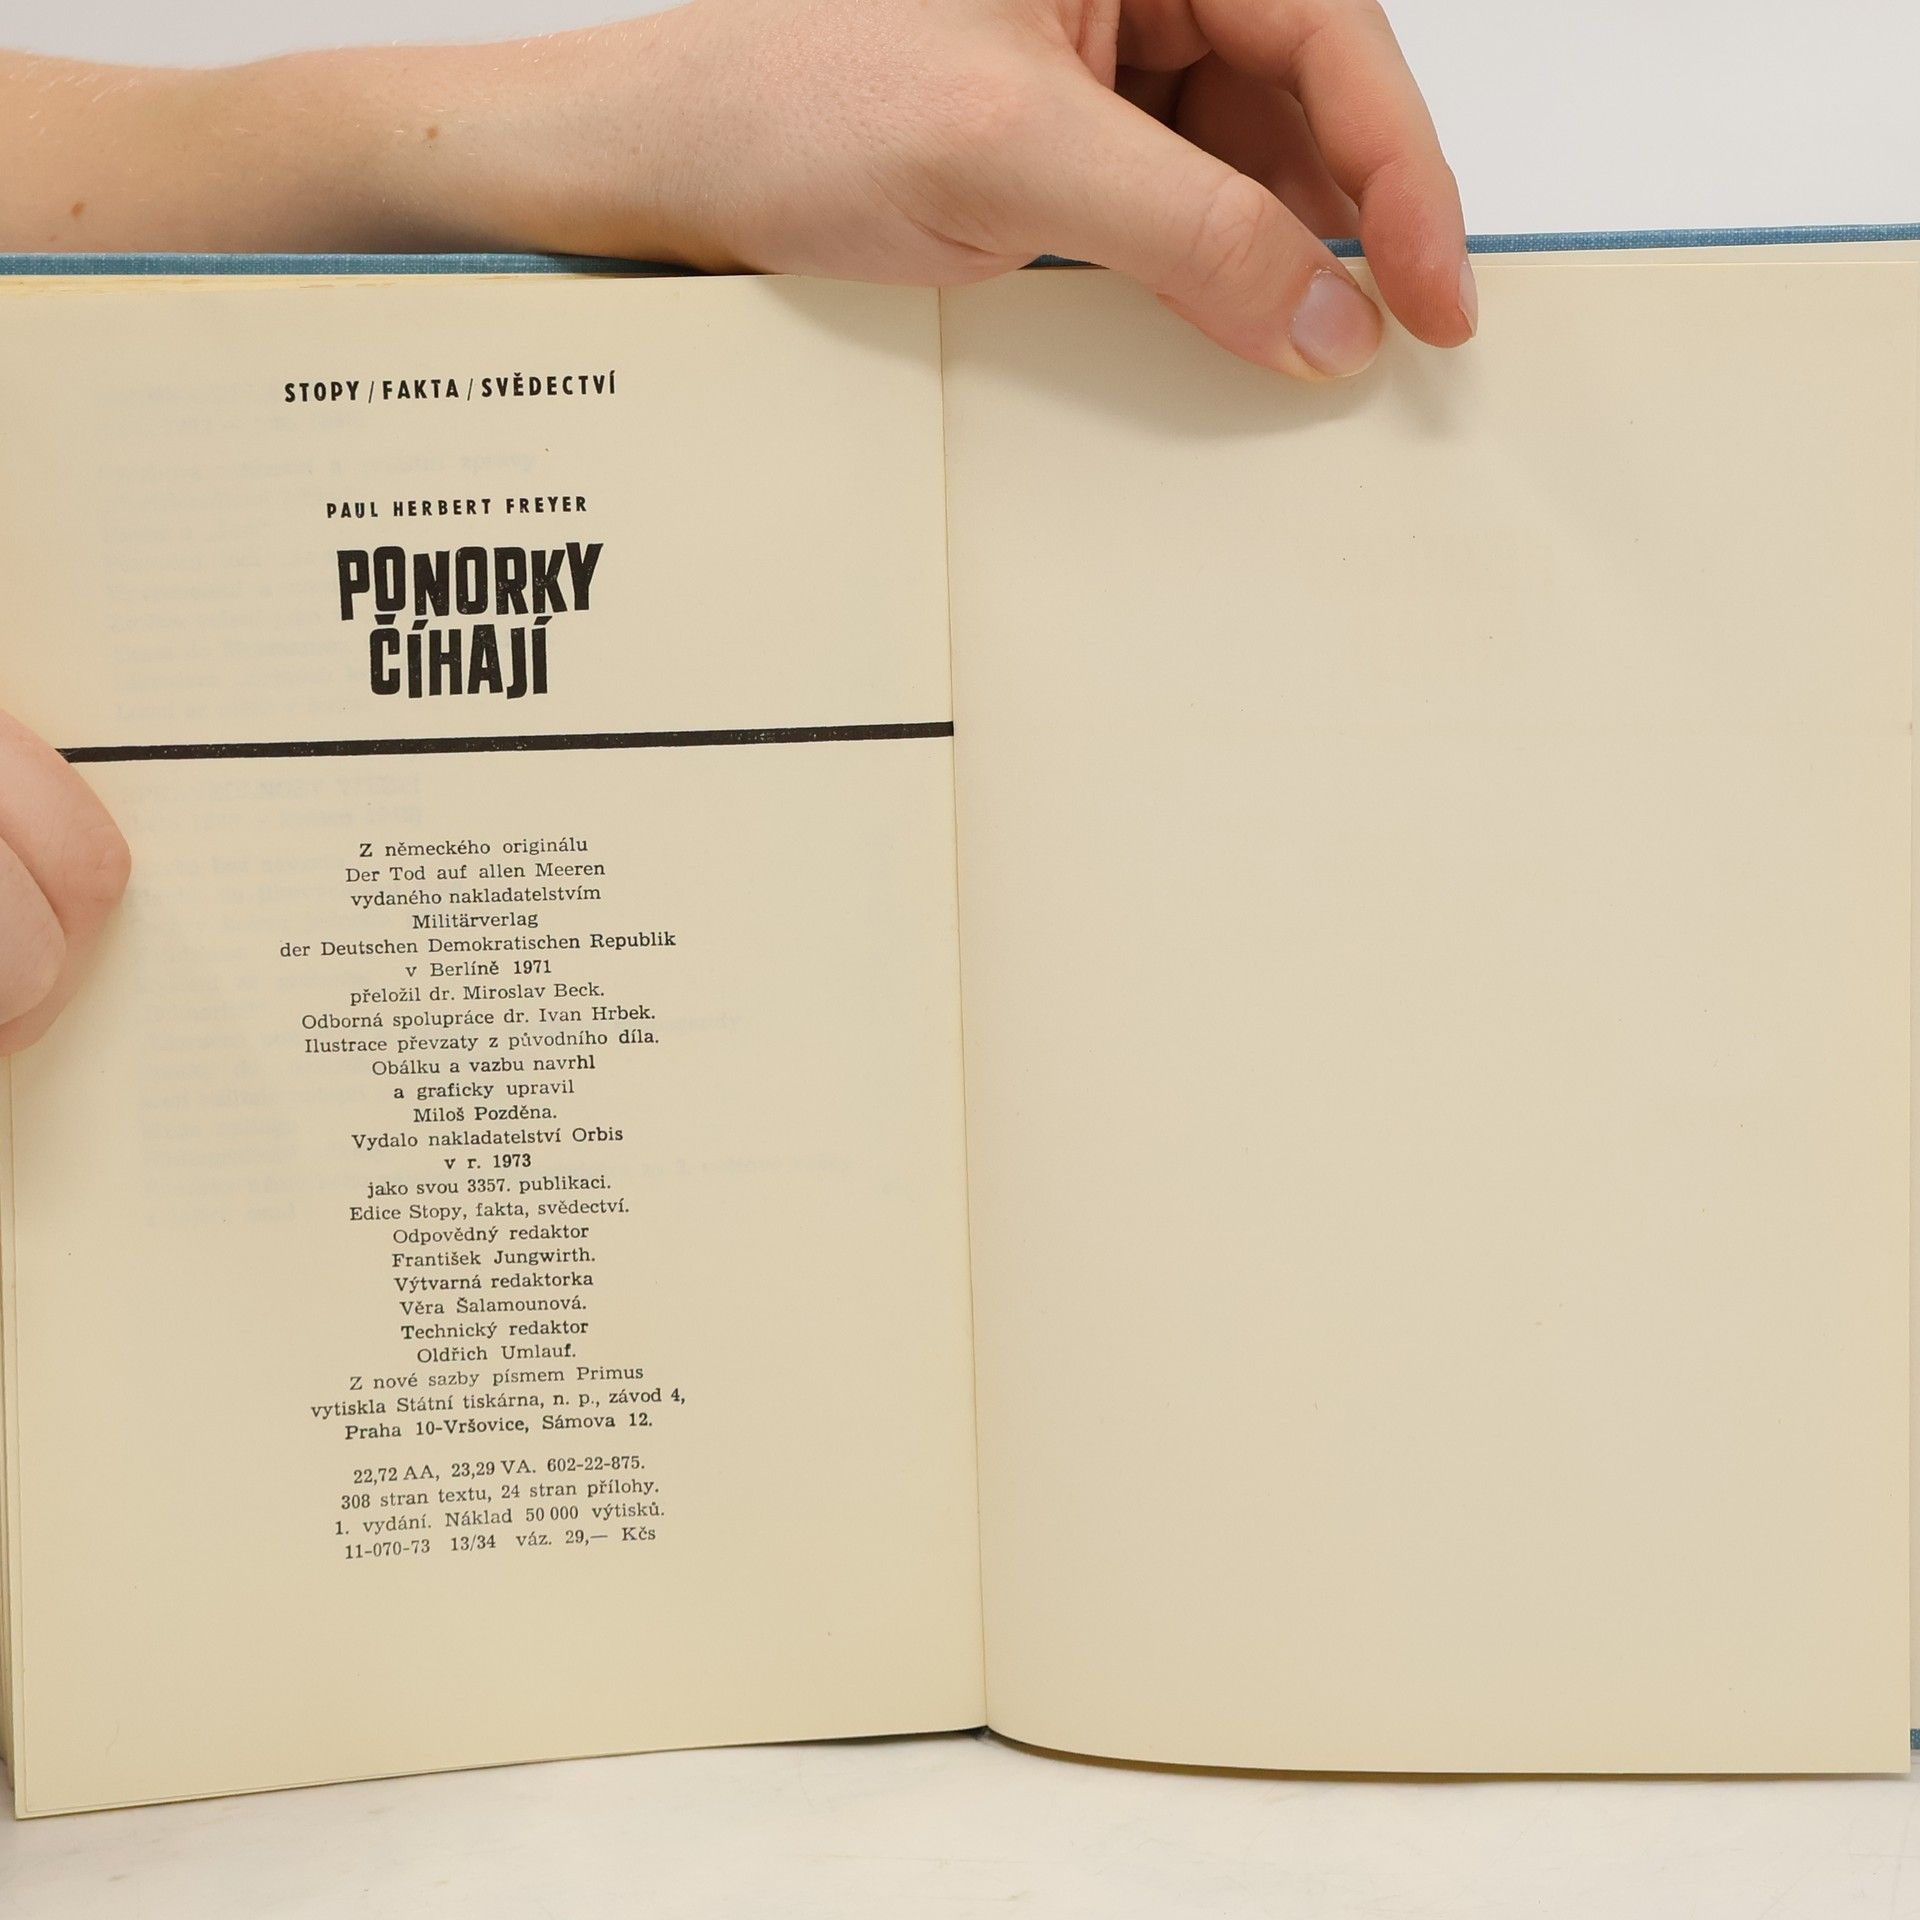 STOPY/FAKTA/SVĚDECTVÍ
PAUL HERBERT FREYER
PONORKY
ČÍHAJÍ
Z německého originálu
Der Tod auf allen Meeren
vydaného nakladatelstvím
Militärverlag
der Deutschen Demokratischen Republik
v Berlíně 1971
přeložil dr. Miroslav Beck.
Odborná spolupráce dr. Ivan Hrbek.
Ilustrace převzaty z původního díla.
Obálku a vazbu navrhl
a graficky upravil
Miloš Pozděna.
Vydalo nakladatelství Orbis
v r. 1973
jako svou 3357. publikaci.
Edice Stopy, fakta, svědectví.
Odpovědný redaktor
František Jungwirth.
Výtvarná redaktorka
Věra Šalamounová.
Technický redaktor
Oldřich Umlauf.
Z nové sazby písmem Primus
vytiskla Státní tiskárna, n. p., závod 4,
Praha 10-Vršovice, Sámova 12.
22,72 AA, 23,29 VA. 602-22-875.
308 stran textu, 24 stran přílohy.
1. vydání. Náklad 50 000 výtisků.
11-070-73 13/34 váz. 29,— Kčs